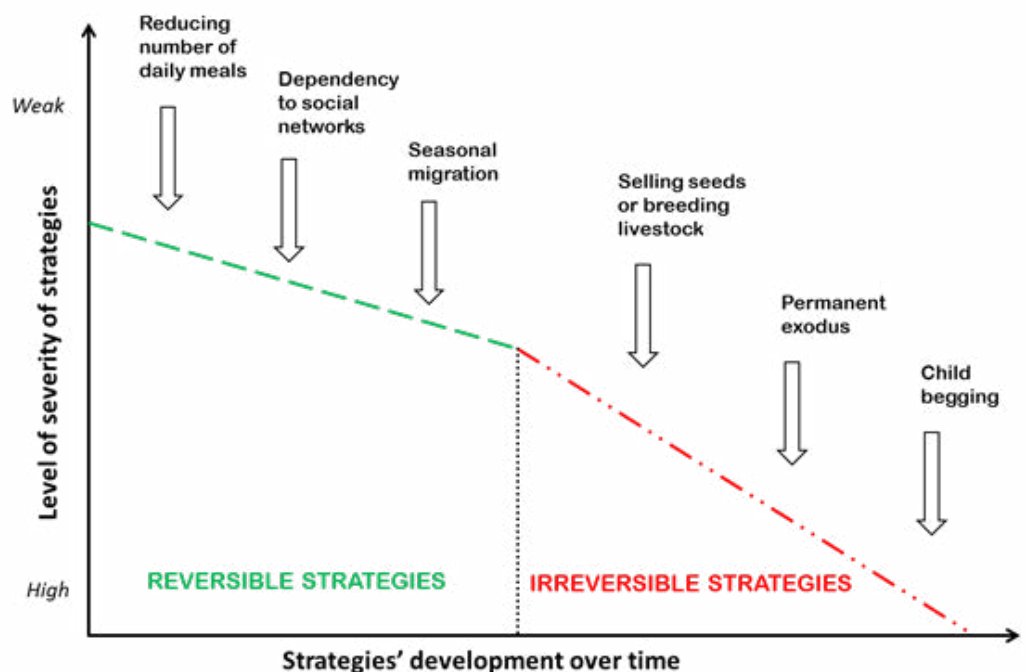 Reducing
number of
daily meals
Dependency
to social
networks
Seasonal
migration
Selling seeds
or breeding
livestock
Permanent
exodus
Child
begging
Weak
Level of severity of strategies
High
REVERSIBLE STRATEGIES
IRREVERSIBLE STRATEGIES
Strategies’ development over time